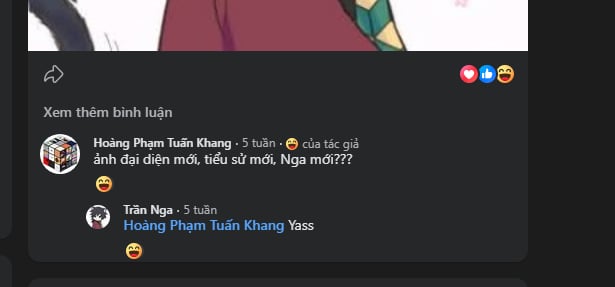 Xem thêm bình luận
Hoàng Phạm Tuấn Khang · 5 tuần · 😆 của tác giả
ảnh đại diện mới, tiểu sử mới, Nga mới???
Trần Nga · 5 tuần
Hoàng Phạm Tuấn Khang Yass